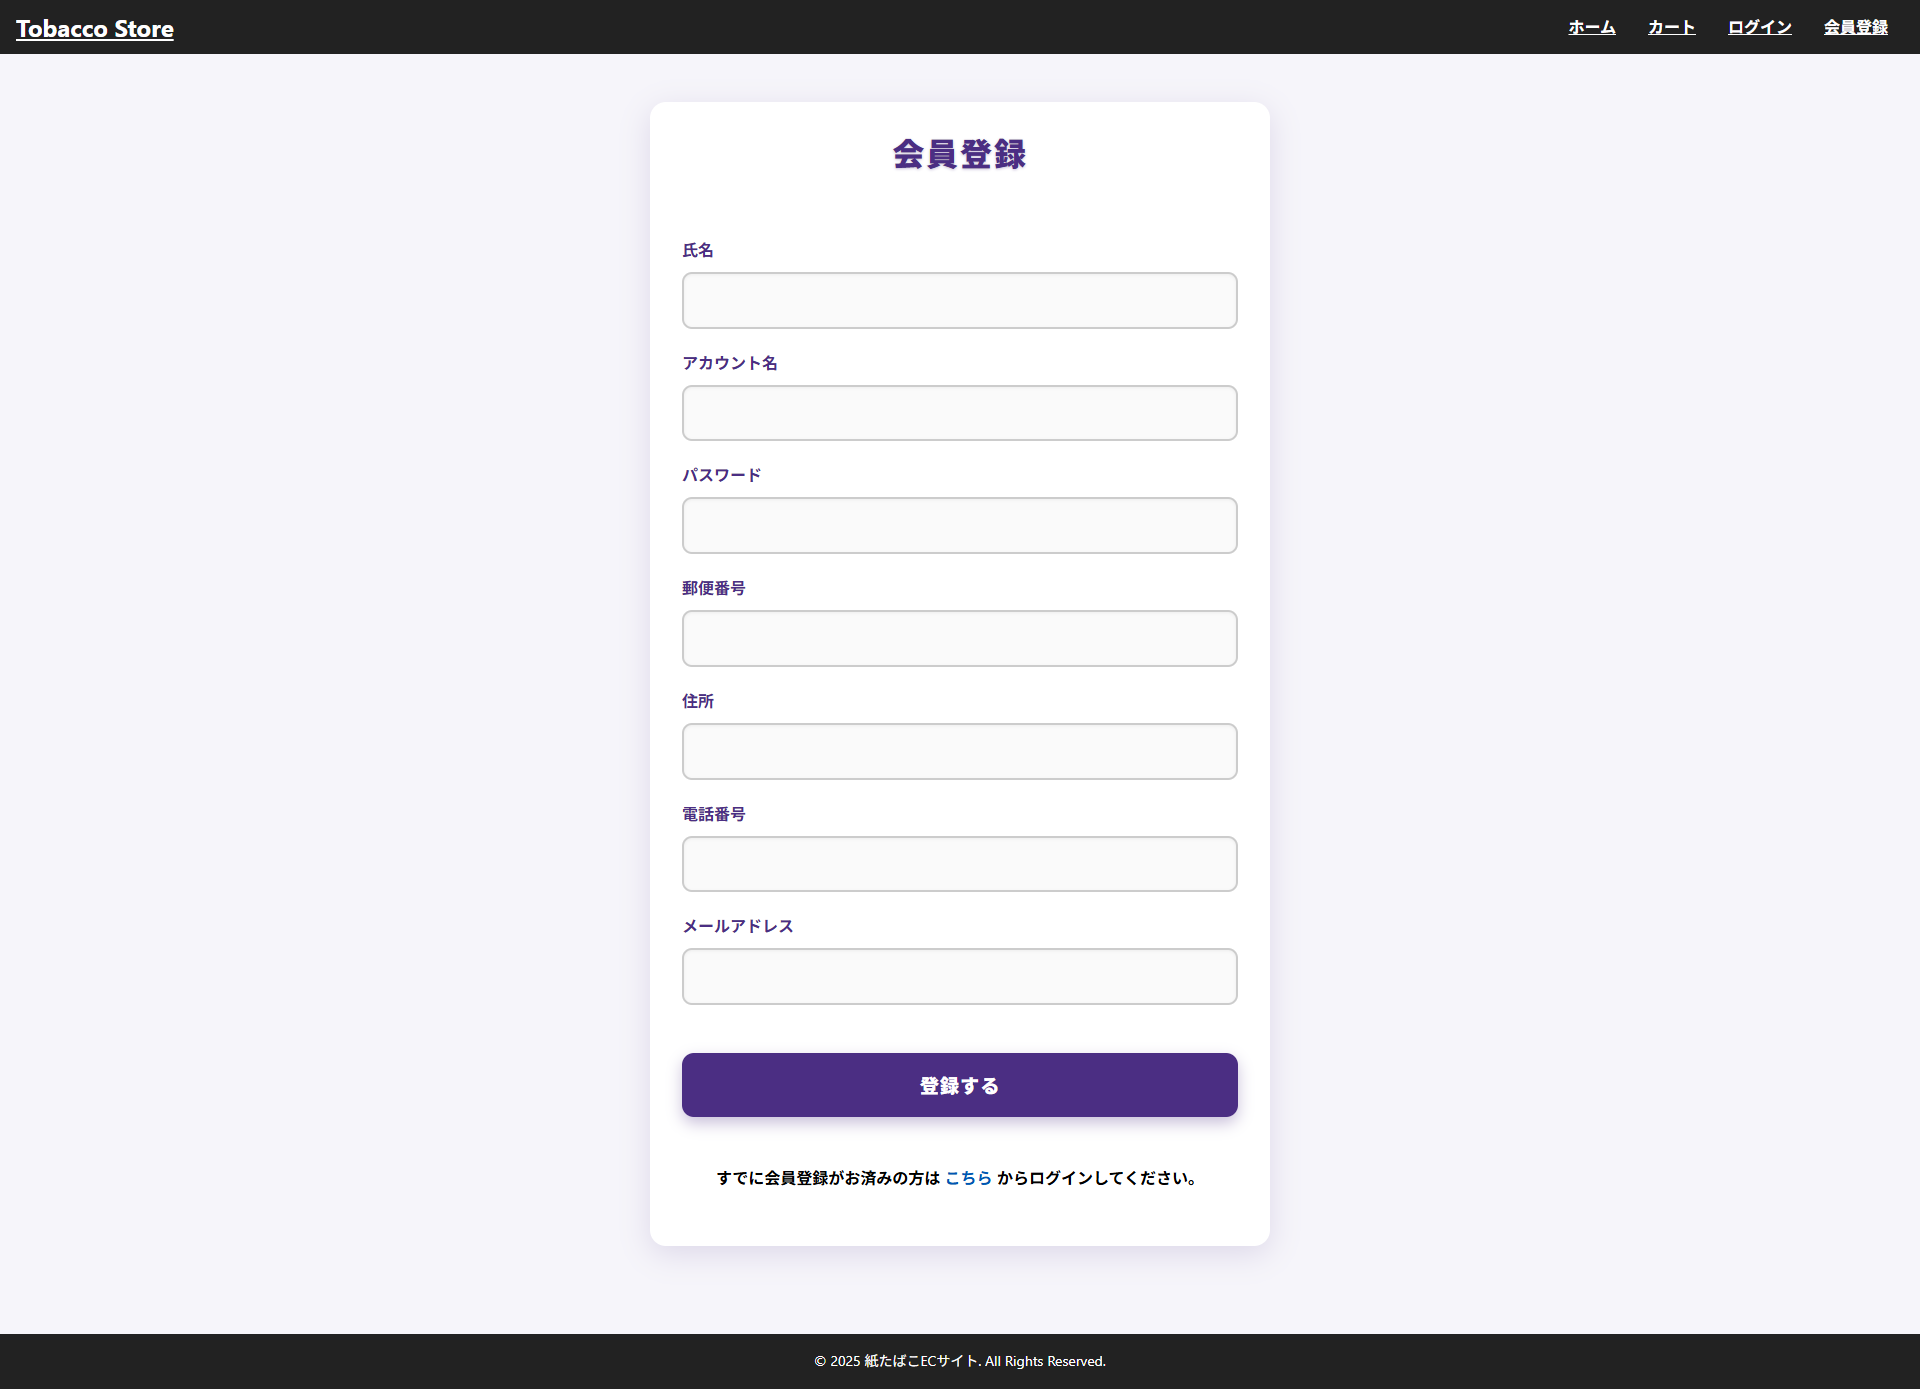 Tobacco Store
ホーム カート ログイン 会員登録
会員登録
氏名
アカウント名
パスワード
郵便番号
住所
電話番号
メールアドレス
登録する
すでに会員登録がお済みの方は こちら からログインしてください。
© 2025 紙たばこECサイト. All Rights Reserved.